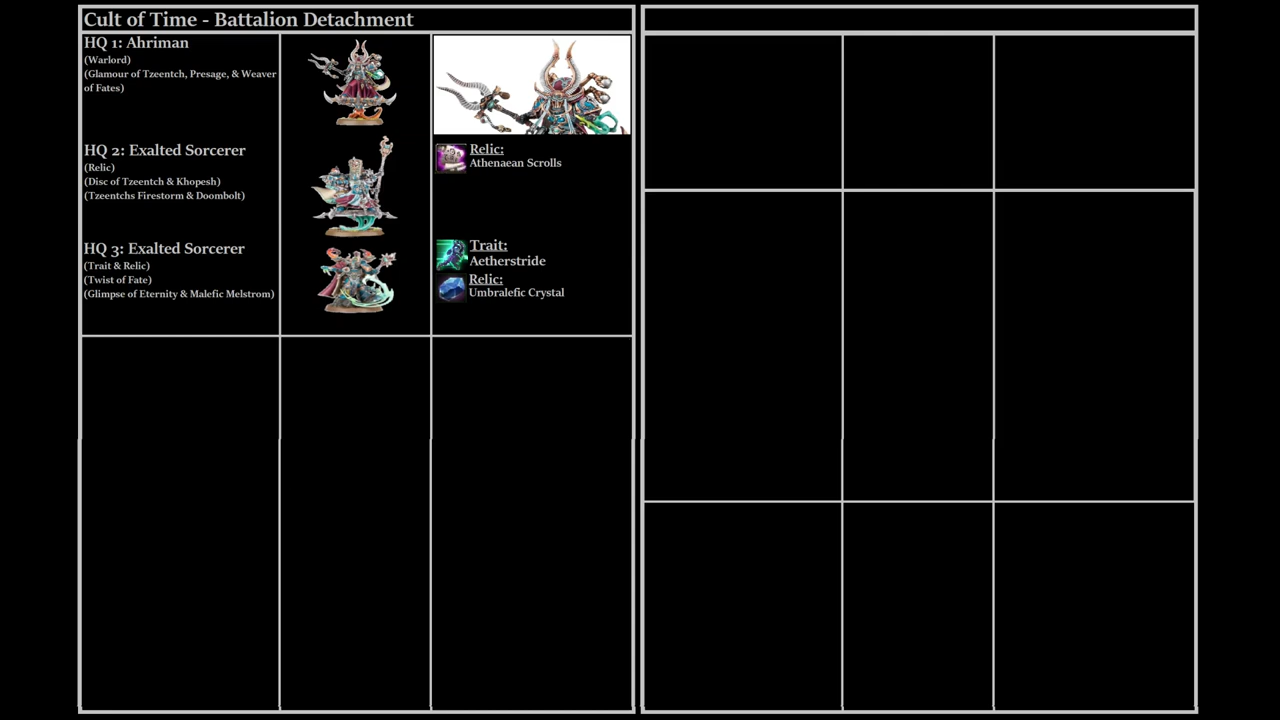 Cult of Time - Battalion Detachment
HQ 1: Ahriman
(Warlord)
(Glamour of Tzeentch, Presage, & Weaver
of Fates)
HQ 2: Exalted Sorcerer
(Relic)
(Disc of Tzeentch & Khopesh)
(Tzeentchs Firestorm & Doombolt)
Relic:
Athenaean Scrolls
HQ 3: Exalted Sorcerer
(Trait & Relic)
(Twist of Fate)
(Glimpse of Eternity & Malefic Melstrom)
Trait:
Aetherstride
Relic:
Umbralefic Crystal